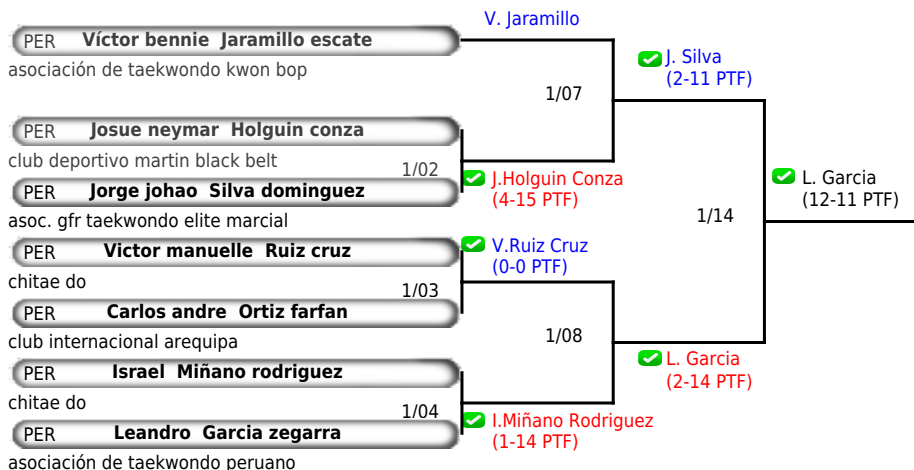 V. Jaramillo
PER Víctor bennie Jaramillo escate
asociación de taekwondo kwon bop
J. Silva
(2-11 PTF)
1/07
PER Josue neymar Holguin conza
club deportivo martin black belt
1/02
J.Holguin Conza
(4-15 PTF)
PER Jorge johao Silva dominguez
asoc. gfr taekwondo elite marcial
L. Garcia
(12-11 PTF)
1/14
PER Victor manuelle Ruiz cruz
chitae do
V.Ruiz Cruz
(0-0 PTF)
1/03
PER Carlos andre Ortiz farfan
club internacional arequipa
1/08
PER Israel Miñano rodriguez
chitae do
L. Garcia
(2-14 PTF)
1/04
I.Miñano Rodriguez
(1-14 PTF)
PER Leandro Garcia zegarra
asociación de taekwondo peruano